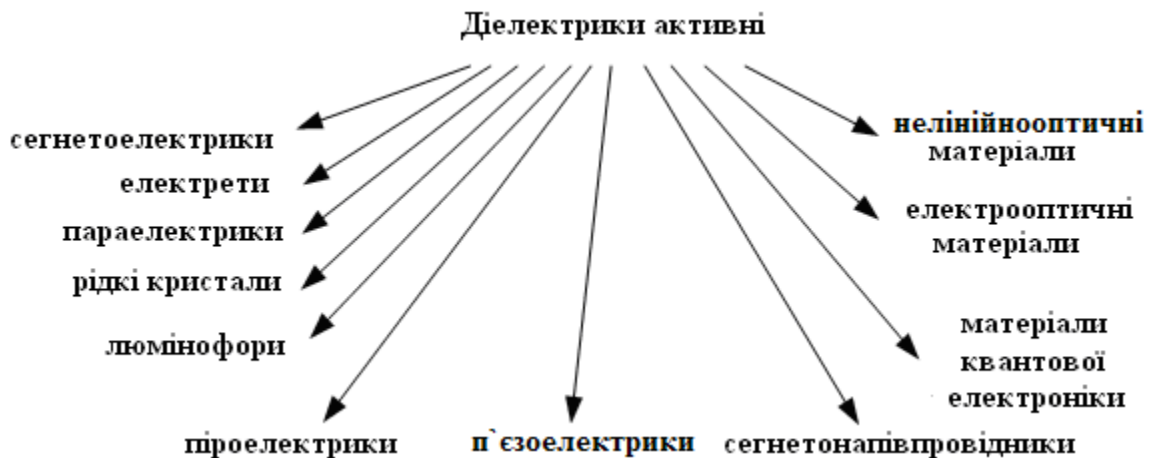 Діелектрики активні
сегнетоелектрики
електрети
параелектрики
рідкі кристали
люмінофори
піроелектрики
п`єзоелектрики
сегнетонапівпровідники
матеріали
квантової
електроніки
електрооптичні
матеріали
нелінійнооптичні
матеріали